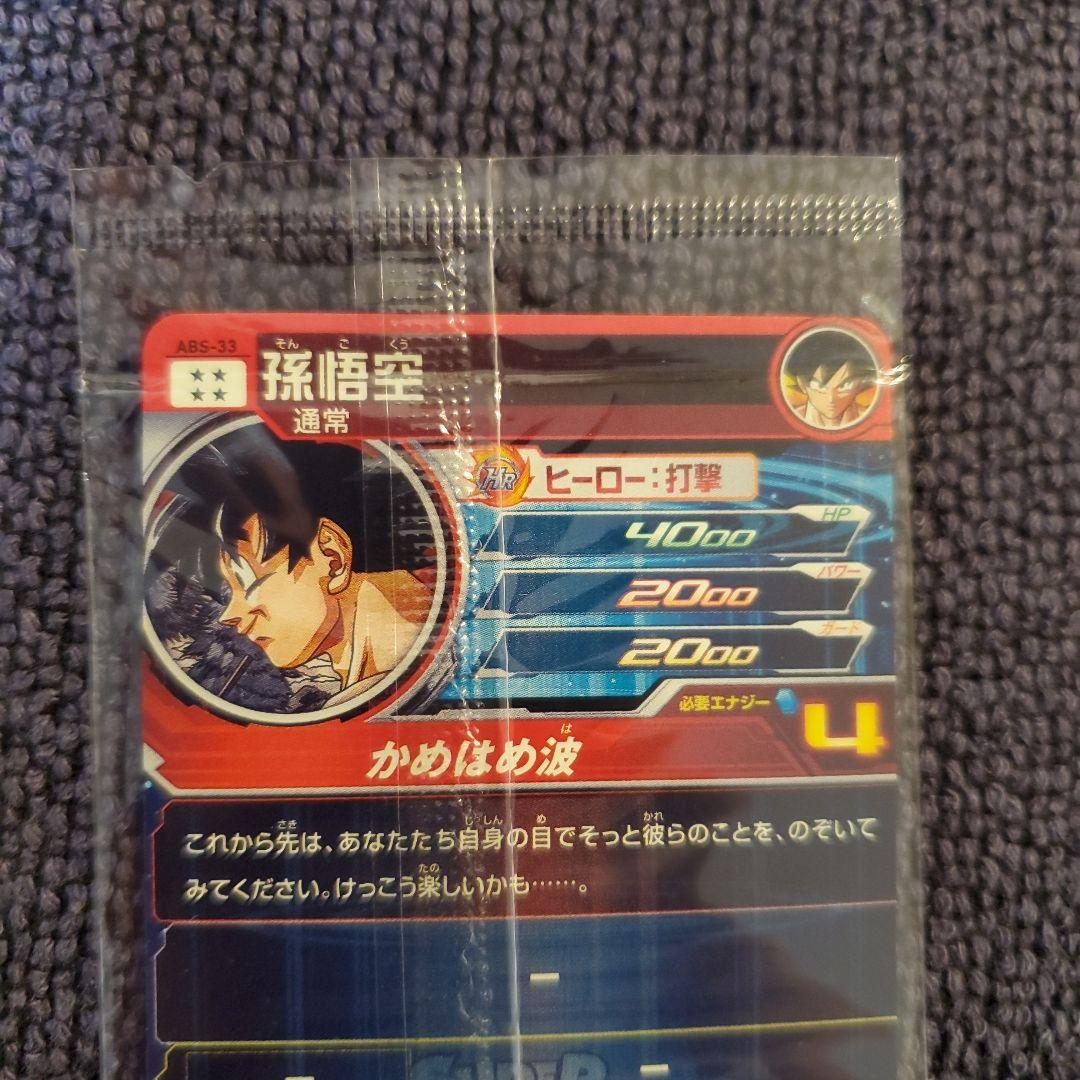 ABS-33
孫悟空
そんごくう
通常
HR
ヒーロー:打撃
HP
4000
パワー
2000
ガード
2000
必要エナジー
4
かめはめ波
は
これから先は、あなたたち自身の目でそっと彼らのことを、のぞいて
さき じっしん め かれ
みてください。けっこう楽しいかも……。
たの
-
SUPER
- -